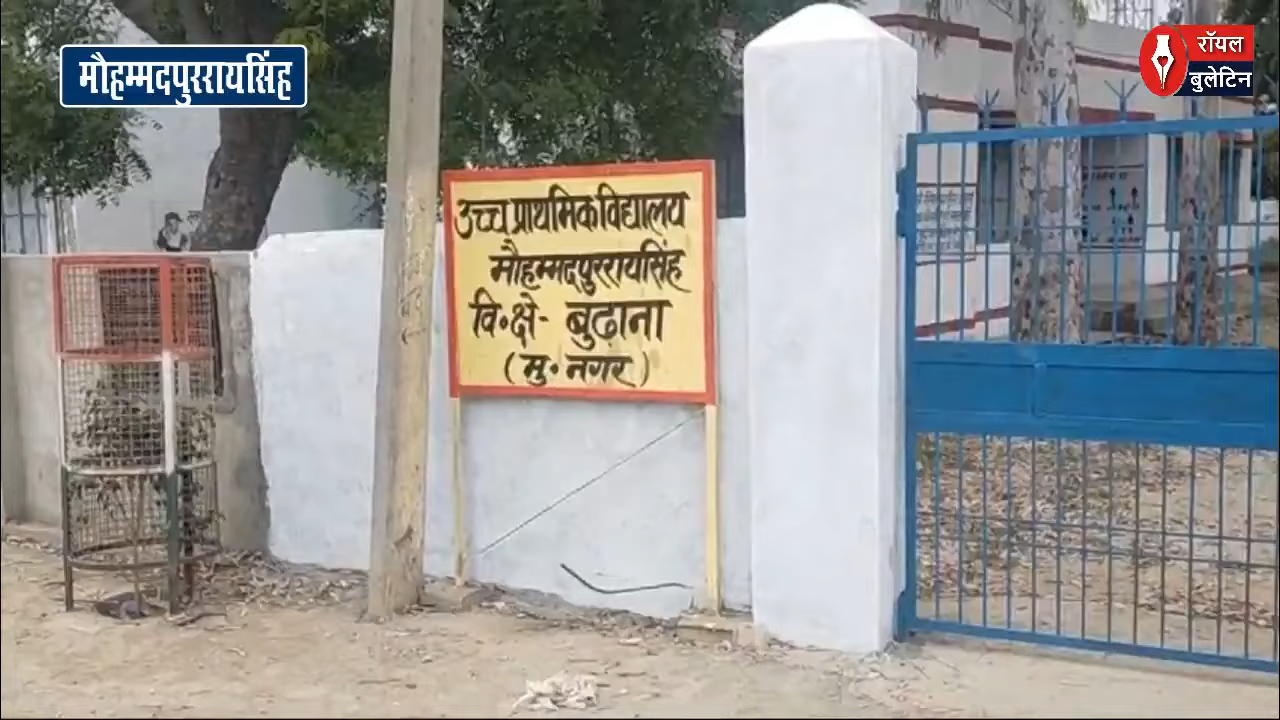 मौहम्मदपुररायसिंह
रॉयल
बुलेटिन
उच्च प्राथमिक विद्यालय
मौहम्मदपुररायसिंह
वि॰क्षे- बुढ़ाना
(मु॰ नगर)